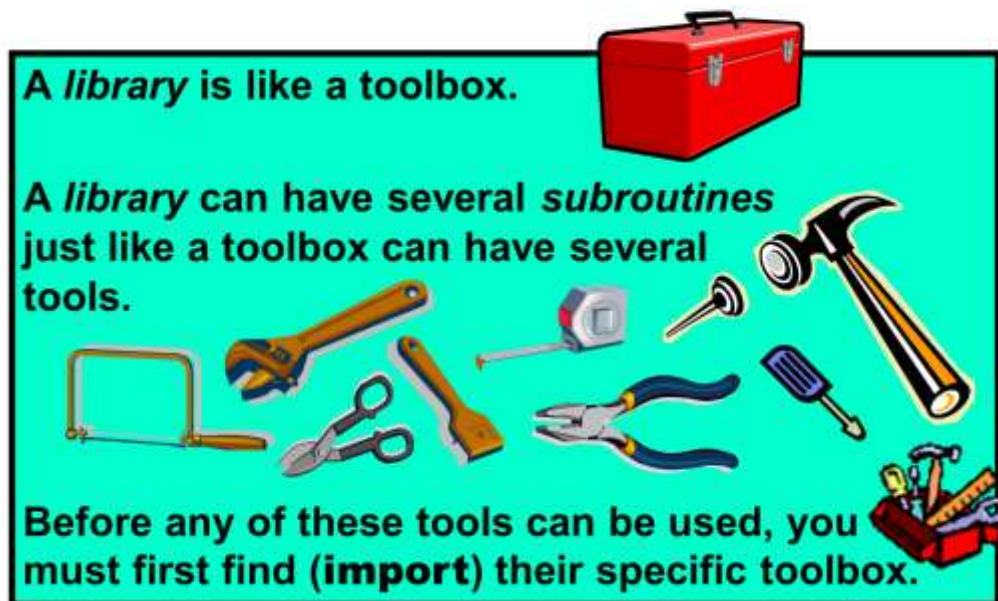 A library is like a toolbox.
A library can have several subroutines
just like a toolbox can have several
tools.
Before any of these tools can be used, you
must first find (import) their specific toolbox.